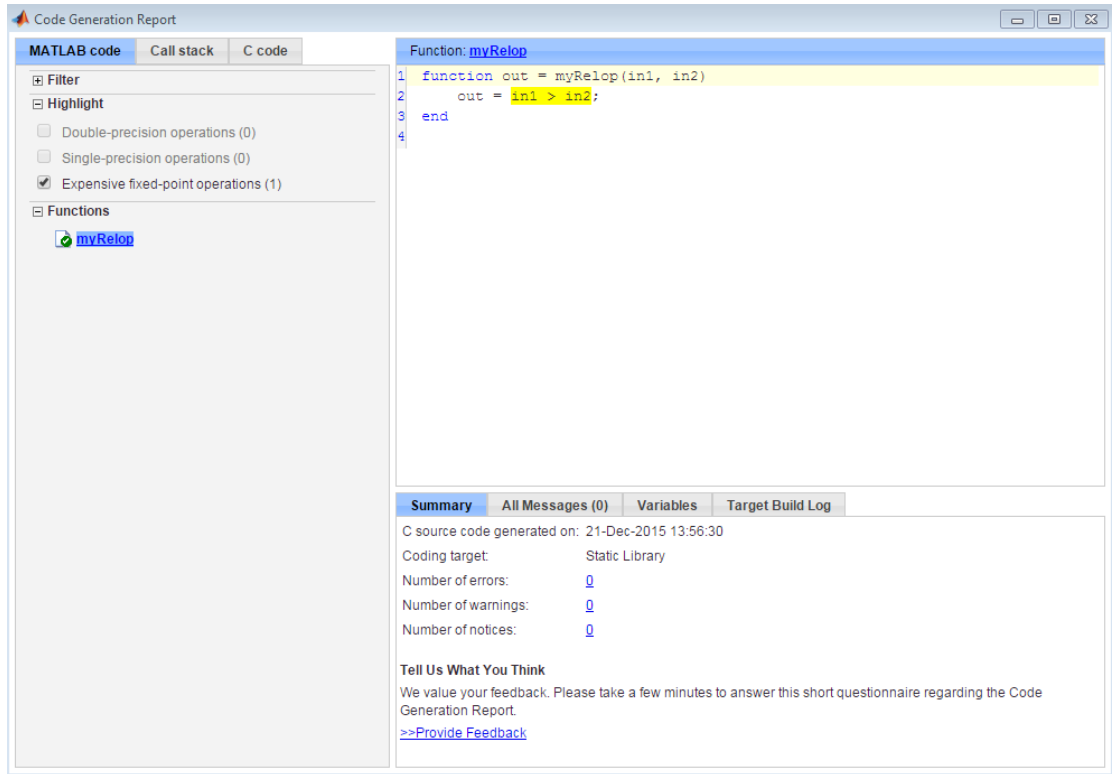 Code Generation Report
MATLAB code Call stack C code
Filter
Highlight
Double-precision operations (0)
Single-precision operations (0)
Expensive fixed-point operations (1)
Functions
myRelop
Function: myRelop
1 function out = myRelop(in1, in2)
2 out = in1 > in2;
3 end
4
Summary All Messages (0) Variables Target Build Log
C source code generated on: 21-Dec-2015 13:56:30
Coding target: Static Library
Number of errors: 0
Number of warnings: 0
Number of notices: 0
Tell Us What You Think
We value your feedback. Please take a few minutes to answer this short questionnaire regarding the Code
Generation Report.
>>Provide Feedback